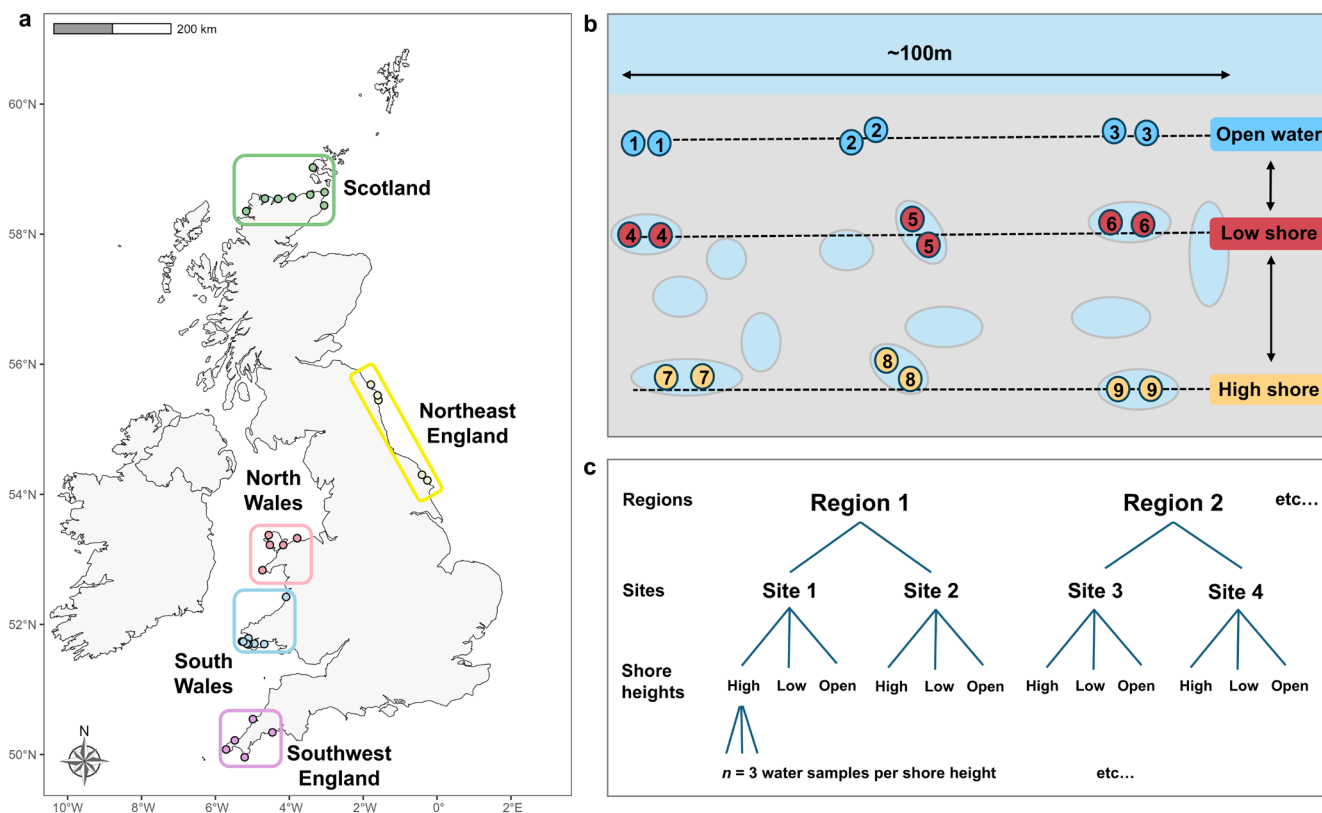 a
200 km
60°N
58°N
56°N
54°N
52°N
50°N
Scotland
Northeast
England
North
Wales
South
Wales
Southwest
England
N
10°W
8°W
6°W
4°W
2°W
0°
2°E
b
~100m
1 1 2 2 3 3
Open water
4 4 5 5 6 6
Low shore
7 7 8 8 9 9
High shore
c
Regions Region 1 Region 2 etc...
Sites Site 1 Site 2 Site 3 Site 4
Shore
heights
High Low Open High Low Open High Low Open High Low Open
n = 3 water samples per shore height etc...